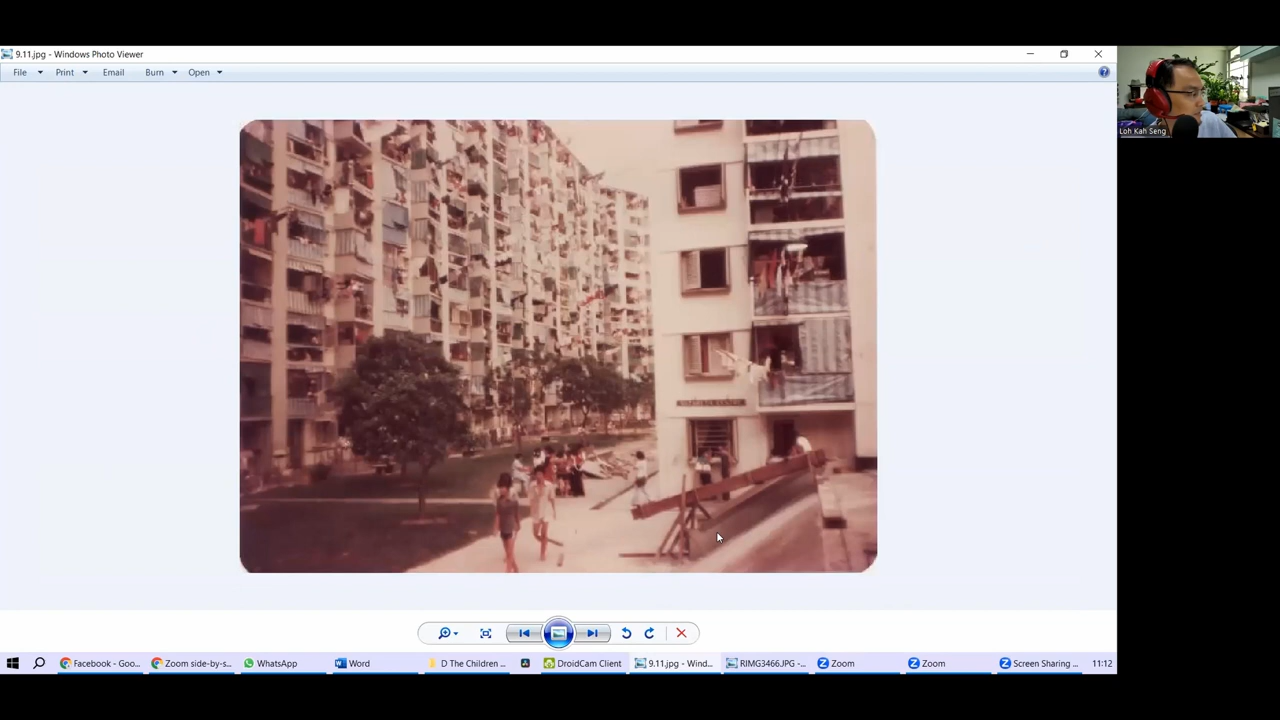 9.11.jpg - Windows Photo Viewer
File Print Email Burn Open
Loh Kah Seng
Facebook - Goo...
Zoom side-by-s...
WhatsApp
Word
D The Children ...
DroidCam Client
9.11.jpg - Wind...
RIMG3466.JPG -...
Zoom
Zoom
Screen Sharing ...
11:12